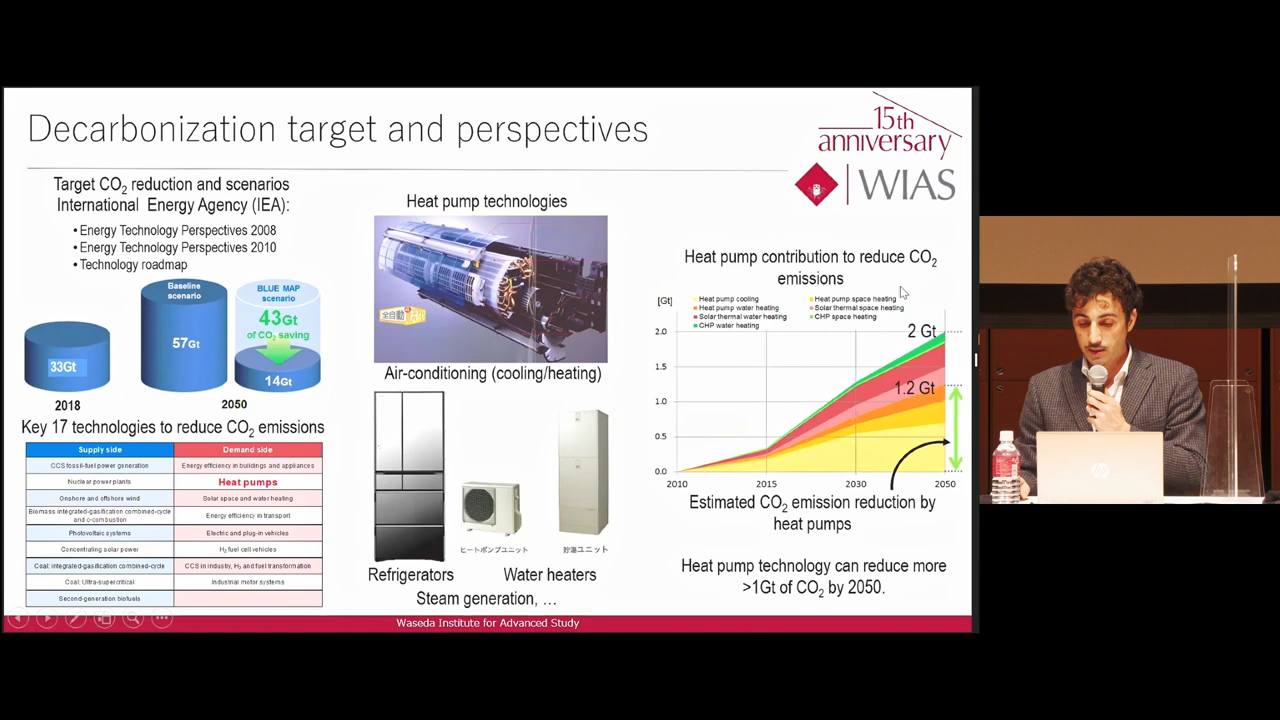 Decarbonization target and perspectives
15th
anniversary
WIAS
Target CO₂ reduction and scenarios
International Energy Agency (IEA):
• Energy Technology Perspectives 2008
• Energy Technology Perspectives 2010
• Technology roadmap
33Gt
2018
Baseline
scenario
57Gt
BLUE MAP
scenario
43Gt
of CO₂ saving
14Gt
2050
Key 17 technologies to reduce CO₂ emissions
Supply side Demand side
CCS fossil-fuel power generation Energy efficiency in buildings and appliances
Nuclear power plants Heat pumps
Onshore and offshore wind Solar space and water heating
Biomass integrated-gasification combined-cycle
and c-combustion Energy efficiency in transport
Photovoltaic systems Electric and plug-in vehicles
Concentrating solar power H₂ fuel cell vehicles
Coal: integrated-gasification combined-cycle CCS in industry, H₂ and fuel transformation
Coal: Ultra-supercritical Industrial motor systems
Second-generation biofuels
Heat pump technologies
Air-conditioning (cooling/heating)
ヒートポンプユニット
貯湯ユニット
Refrigerators
Water heaters
Steam generation, …
Heat pump contribution to reduce CO₂
emissions
[Gt]
Heat pump cooling Heat pump space heating
Heat pump water heating Solar thermal space heating
Solar thermal water heating CHP space heating
CHP water heating
2.0
1.5
1.0
0.5
0.0
2 Gt
1.2 Gt
2010 2015 2030 2050
Estimated CO₂ emission reduction by
heat pumps
Heat pump technology can reduce more
>1Gt of CO₂ by 2050.
Waseda Institute for Advanced Study
hp